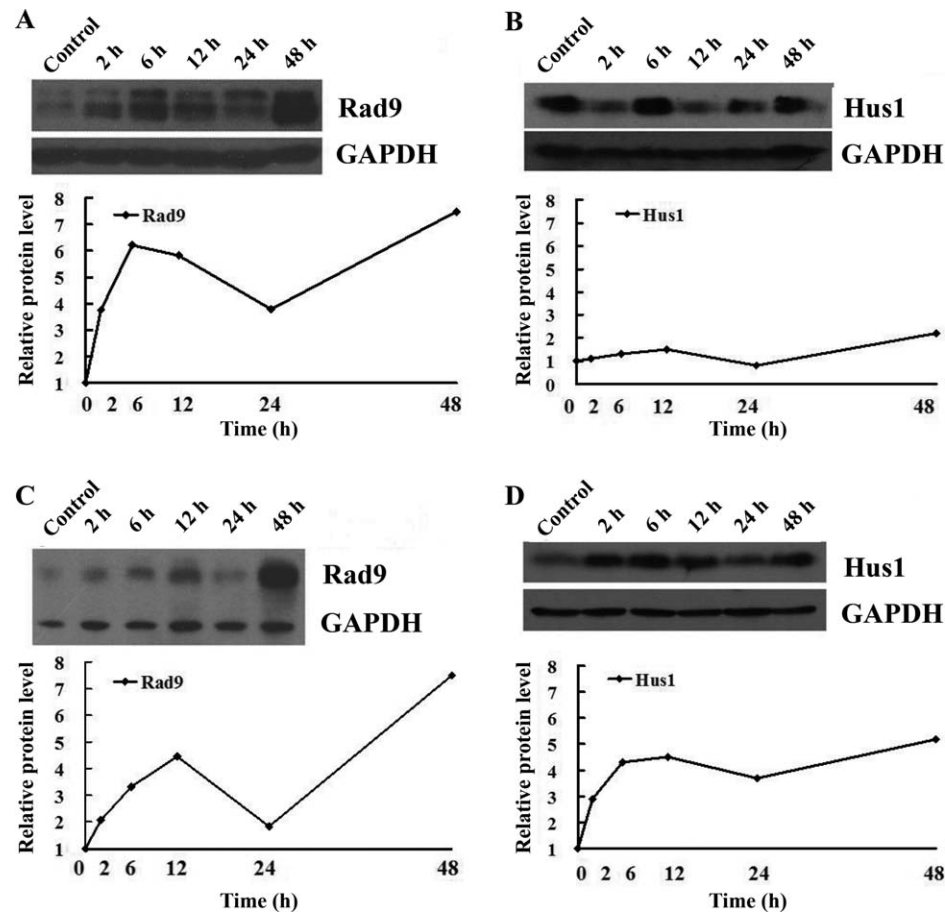 A
Control 2 h 6 h 12 h 24 h 48 h
Rad9
GAPDH
Relative protein level
8
7
6
5
4
3
2
1
Rad9
0 2 6 12 24 48
Time (h)
B
Control 2 h 6 h 12 h 24 h 48 h
Hus1
GAPDH
Relative protein level
8
7
6
5
4
3
2
1
0
Hus1
0 2 6 12 24 48
Time (h)
C
Control 2 h 6 h 12 h 24 h 48 h
Rad9
GAPDH
Relative protein level
8
7
6
5
4
3
2
1
Rad9
0 2 6 12 24 48
Time (h)
D
Control 2 h 6 h 12 h 24 h 48 h
Hus1
GAPDH
Relative protein level
8
7
6
5
4
3
2
1
Hus1
0 2 6 12 24 48
Time (h)